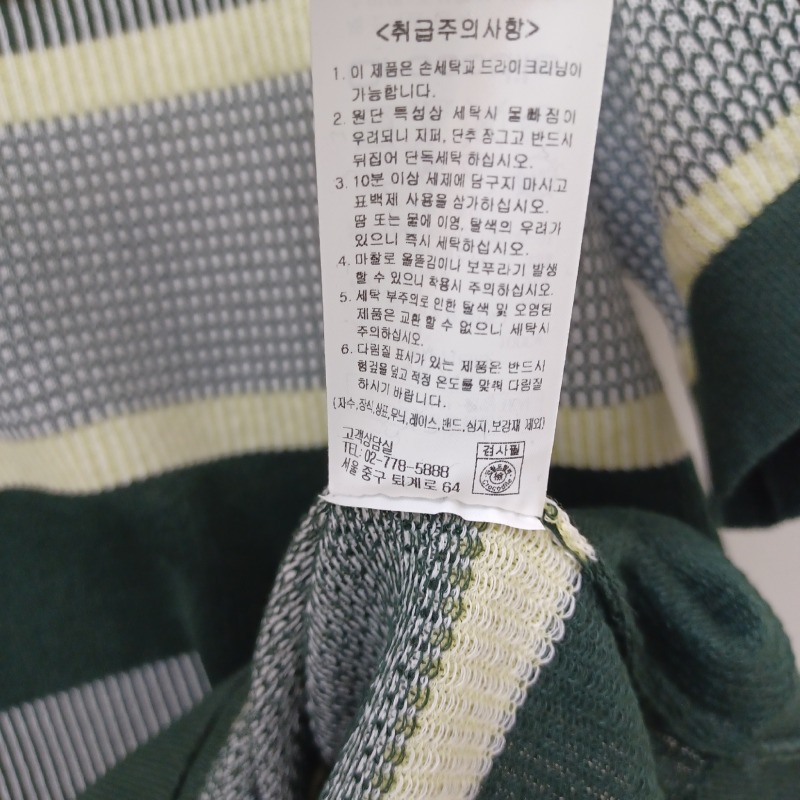 <취급주의사항>
1. 이 제품은 손세탁과 드라이크리닝이
가능합니다.
2. 원단 특성상 세탁시 물빠짐이
우려되니 지퍼, 단추 잠그고 반드시
뒤집어 단독세탁 하십시오.
3. 10분 이상 세제에 담구지 마시고
표백제 사용을 삼가하십시오.
땀 또는 물에 이염, 탈색의 우려가
있으니 즉시 세탁하십시오.
4. 마찰로 올뜯김이나 보푸라기 발생
할 수 있으니 착용시 주의하십시오.
5. 세탁 부주의로 인한 탈색 및 오염된
제품은 교환 할 수 없으니 세탁시
주의하십시오.
6. 다림질 표시가 있는 제품은 반드시
헝겊을 덮고 적정 온도를 맞춰 다림질
하시기 바랍니다.
(자수,장식,상표,무늬,레이스,밴드,심지,보강재 제외)
고객상담실
TEL: 02-778-5888
서울 중구 퇴계로 64
검사필
Crocodile